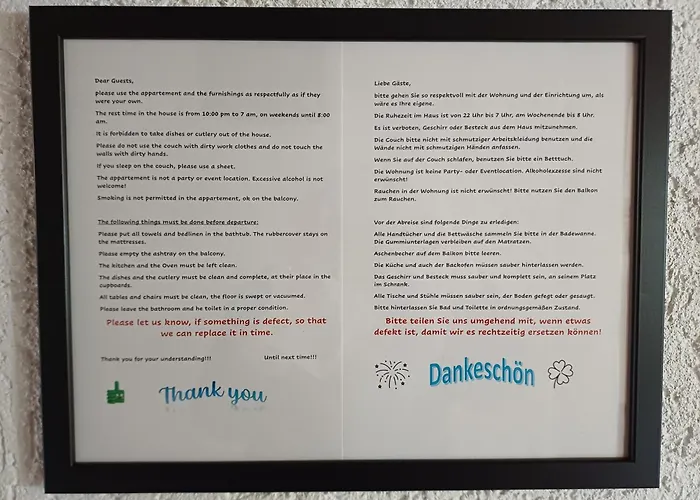 Dear Guests,
please use the appartement and the furnishings as respectfully as if they
were your own.
The rest time in the house is from 10:00 pm to 7 am, on weekends until 8:00
am.
It is forbidden to take dishes or cutlery out of the house.
Please do not use the couch with dirty work clothes and do not touch the
walls with dirty hands.
If you sleep on the couch, please use a sheet.
The appartement is not a party or event location. Excessive alcohol is not
welcome!
Smoking is not permitted in the appartement, ok on the balcony.
The following things must be done before departure:
Please put all towels and bedlinen in the bathtub. The rubbercover stays on
the mattresses.
Please empty the ashtray on the balcony.
The kitchen and the Oven must be left clean.
The dishes and the cutlery must be clean and complete, at their place in the
cupboards.
All tables and chairs must be clean, the floor is swept or vacuumed.
Please leave the bathroom and he toilet in a proper condition.
Please let us know, if something is defect, so that
we can replace it in time.
Thank you for your understanding!!! Until next time!!!
Thank you
Liebe Gäste,
bitte gehen Sie so respektvoll mit der Wohnung und der Einrichtung um, als
wäre es Ihre eigene.
Die Ruhezeit im Haus ist von 22 Uhr bis 7 Uhr, am Wochenende bis 8 Uhr.
Es ist verboten, Geschirr oder Besteck aus dem Haus mitzunehmen.
Die Couch bitte nicht mit schmutziger Arbeitskleidung benutzen und die
Wände nicht mit schmutzigen Händen anfassen.
Wenn Sie auf der Couch schlafen, benutzen Sie bitte ein Betttuch.
Die Wohnung ist keine Party- oder Eventlocation. Alkoholexzesse sind nicht
erwünscht!
Rauchen in der Wohnung ist nicht erwünscht! Bitte nutzen Sie den Balkon
zum Rauchen.
Vor der Abreise sind folgende Dinge zu erledigen:
Alle Handtücher und die Bettwäsche sammeln Sie bitte in der Badewanne.
Die Gummiunterlagen verbleiben auf den Matratzen.
Aschenbecher auf dem Balkon bitte leeren.
Die Küche und auch der Backofen müssen sauber hinterlassen werden.
Das Geschirr und Besteck muss sauber und komplett sein, an seinem Platz
im Schrank.
Alle Tische und Stühle müssen sauber sein, der Boden gefegt oder gesaugt.
Bitte hinterlassen Sie Bad und Toilette in ordnungsgemäßen Zustand.
Bitte teilen Sie uns umgehend mit, wenn etwas
defekt ist, damit wir es rechtzeitig ersetzen können!
Dankeschön